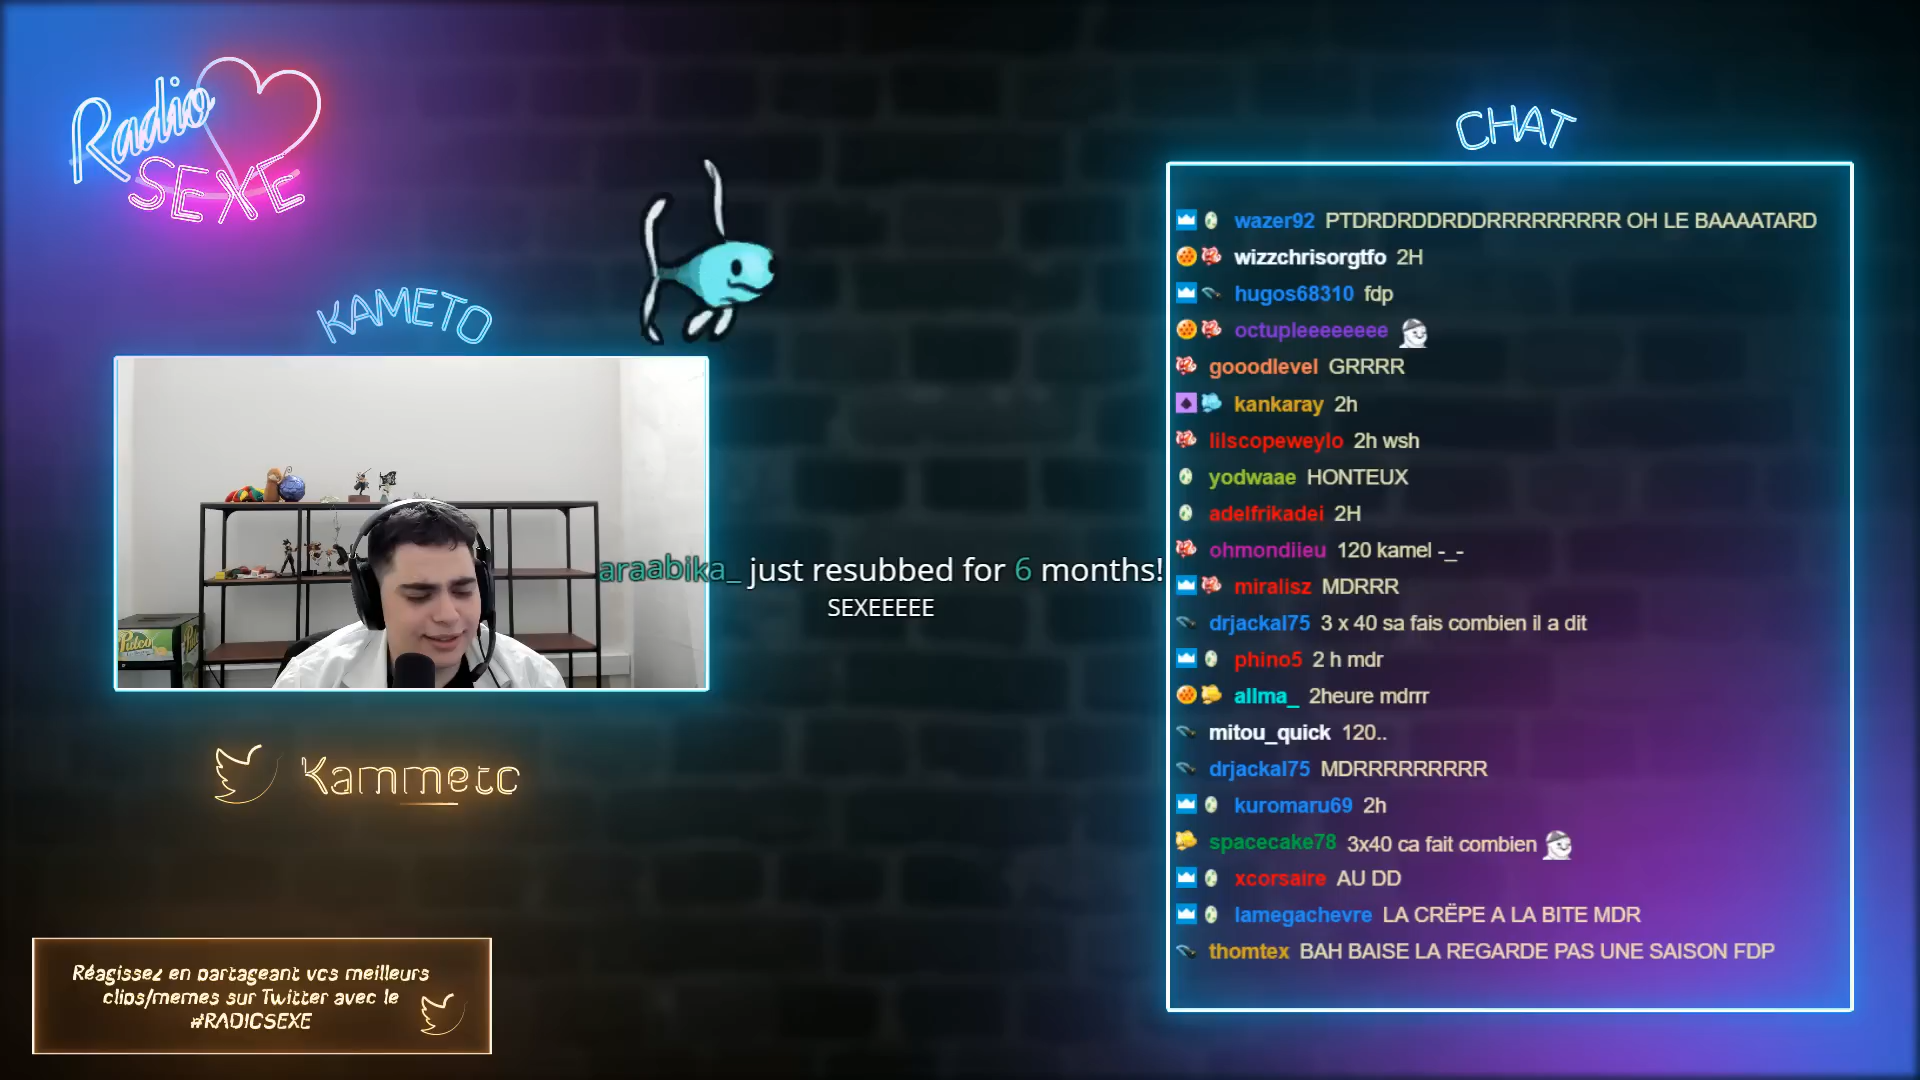 Radio
SEXE
KAMETO
araabika_ just resubbed for 6 months!
SEXEEEEE
Kammeto
Réagissez en partageant vos meilleurs
clips/memes sur Twitter avec le
#RADIOSEXE
CHAT
wazer92 PTDRDRDDRDDRRRRRRRRR OH LE BAAAATARD
wizzchrisorgtfo 2H
hugos68310 fdp
octupleeeeeeee
gooodlevel GRRRR
kankaray 2h
lilscopeweylo 2h wsh
yodwaae HONTEUX
adelfrikadei 2H
ohmondiieu 120 kamel -_-
miralisz MDRRR
drjackal75 3 x 40 sa fais combien il a dit
phino5 2 h mdr
allma_ 2heure mdrrr
mitou_quick 120..
drjackal75 MDRRRRRRRRR
kuromaru69 2h
spacecake78 3x40 ca fait combien
xcorsaire AU DD
lamegachevre LA CRËPE A LA BITE MDR
thomtex BAH BAISE LA REGARDE PAS UNE SAISON FDP